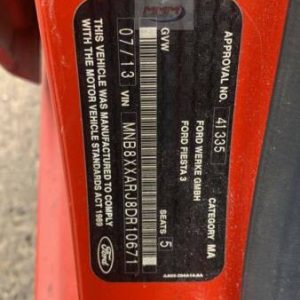 APPROVAL NO. 41335 CATEGORY MA
FORD WERKE GMBH
FORD FIESTA 3
GVW
SEATS 5
07/13 VIN MNB8XXARJ8DR10671
THIS VEHICLE WAS MANUFACTURED TO COMPLY
WITH THE MOTOR VEHICLE STANDARDS ACT 1989
Ford